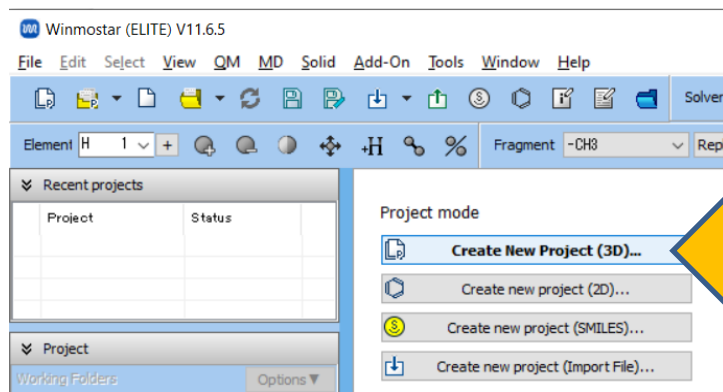 Winmostar (ELITE) V11.6.5
File Edit Select View QM MD Solid Add-On Tools Window Help
Solver
Element H 1 + +H % Fragment -CH3
Recent projects
Project Status
Project mode
Create New Project (3D)...
Create new project (2D)...
S Create new project (SMILES)...
Create new project (Import File)...
Project
Working Folders Options▼